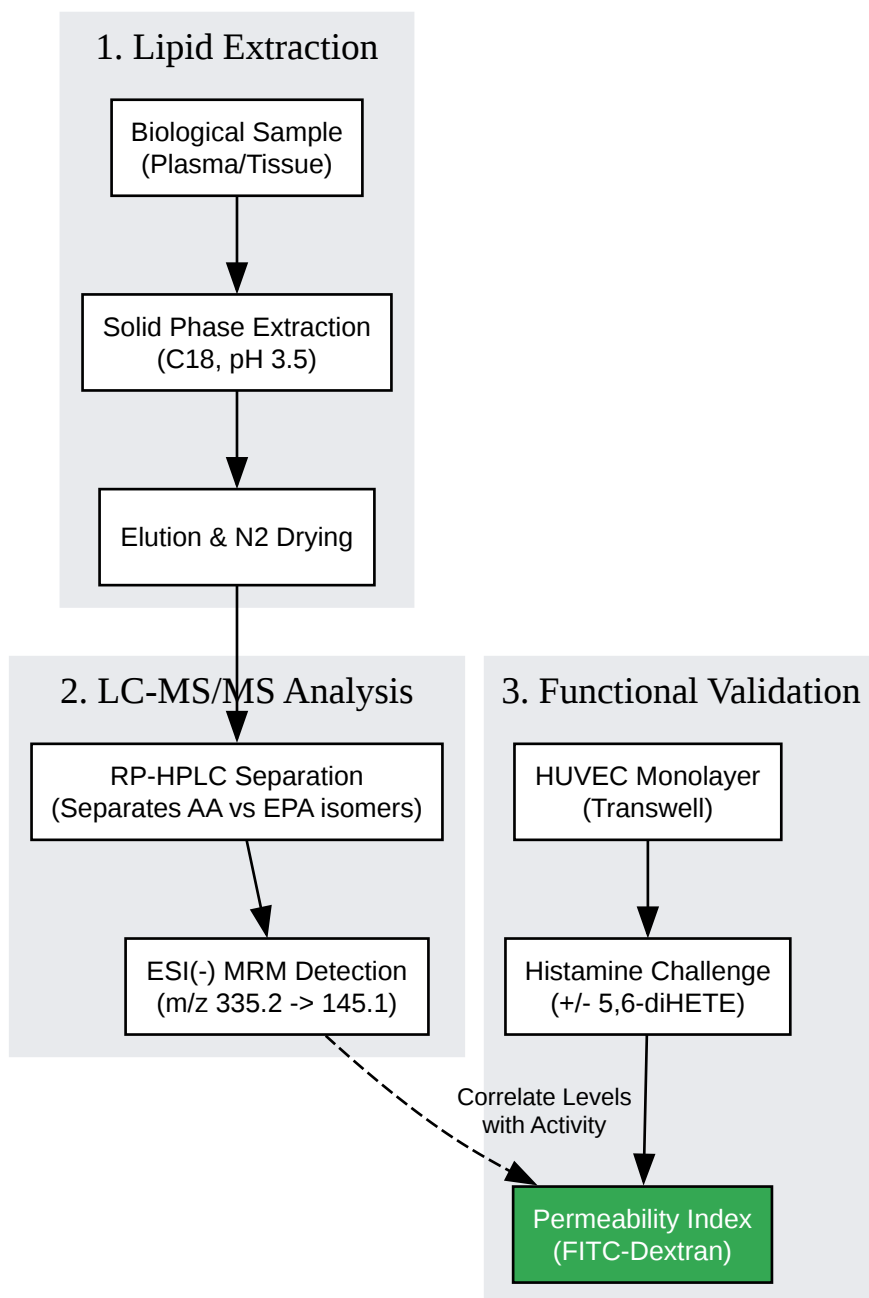 1. Lipid Extraction
Biological Sample
(Plasma/Tissue)
Solid Phase Extraction
(C18, pH 3.5)
Elution & N2 Drying
2. LC-MS/MS Analysis
RP-HPLC Separation
(Separates AA vs EPA isomers)
ESI(-) MRM Detection
(m/z 335.2 -> 145.1)
3. Functional Validation
HUVEC Monolayer
(Transwell)
Histamine Challenge
(+/- 5,6-diHETE)
Correlate Levels
with Activity
Permeability Index
(FITC-Dextran)